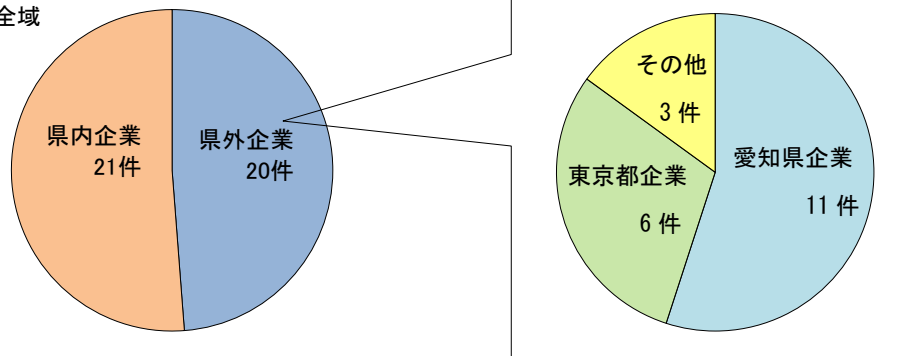 全域
県内企業
21件
県外企業
20件
その他
3 件
東京都企業
6 件
愛知県企業
11 件